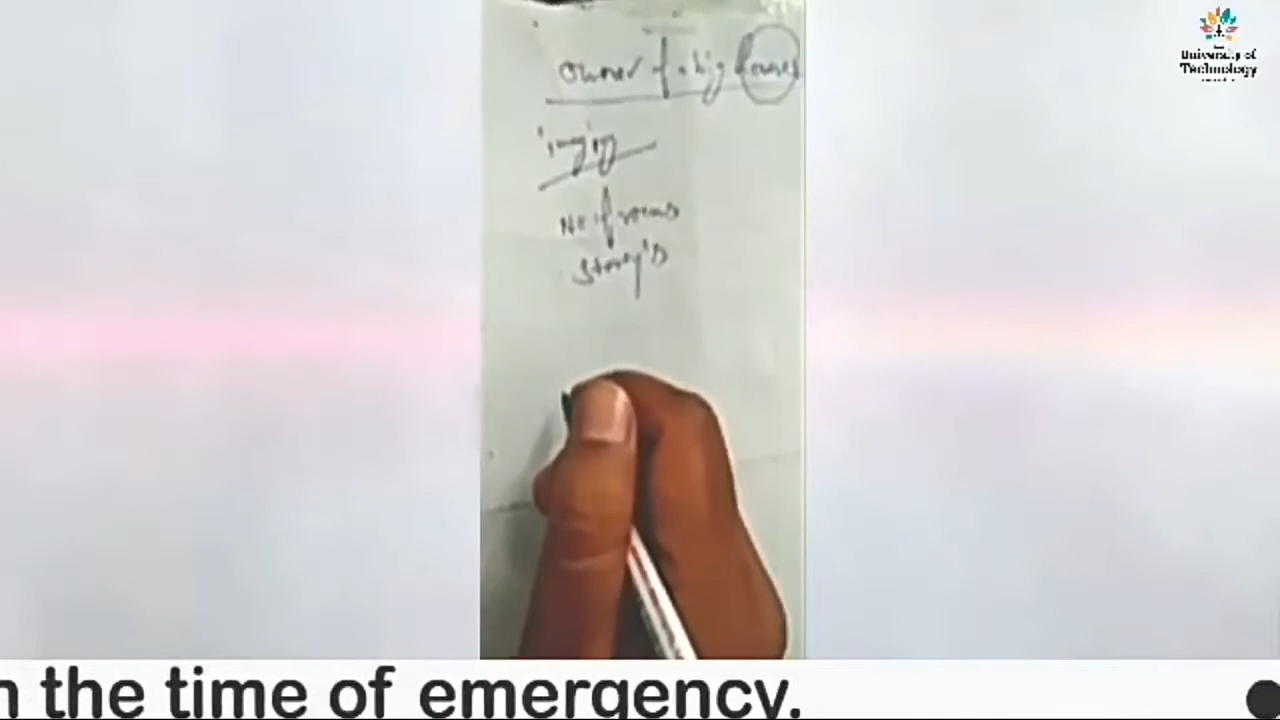 owner of a big house
No of rooms
Storey's
University of
Technology
n the time of emergency.